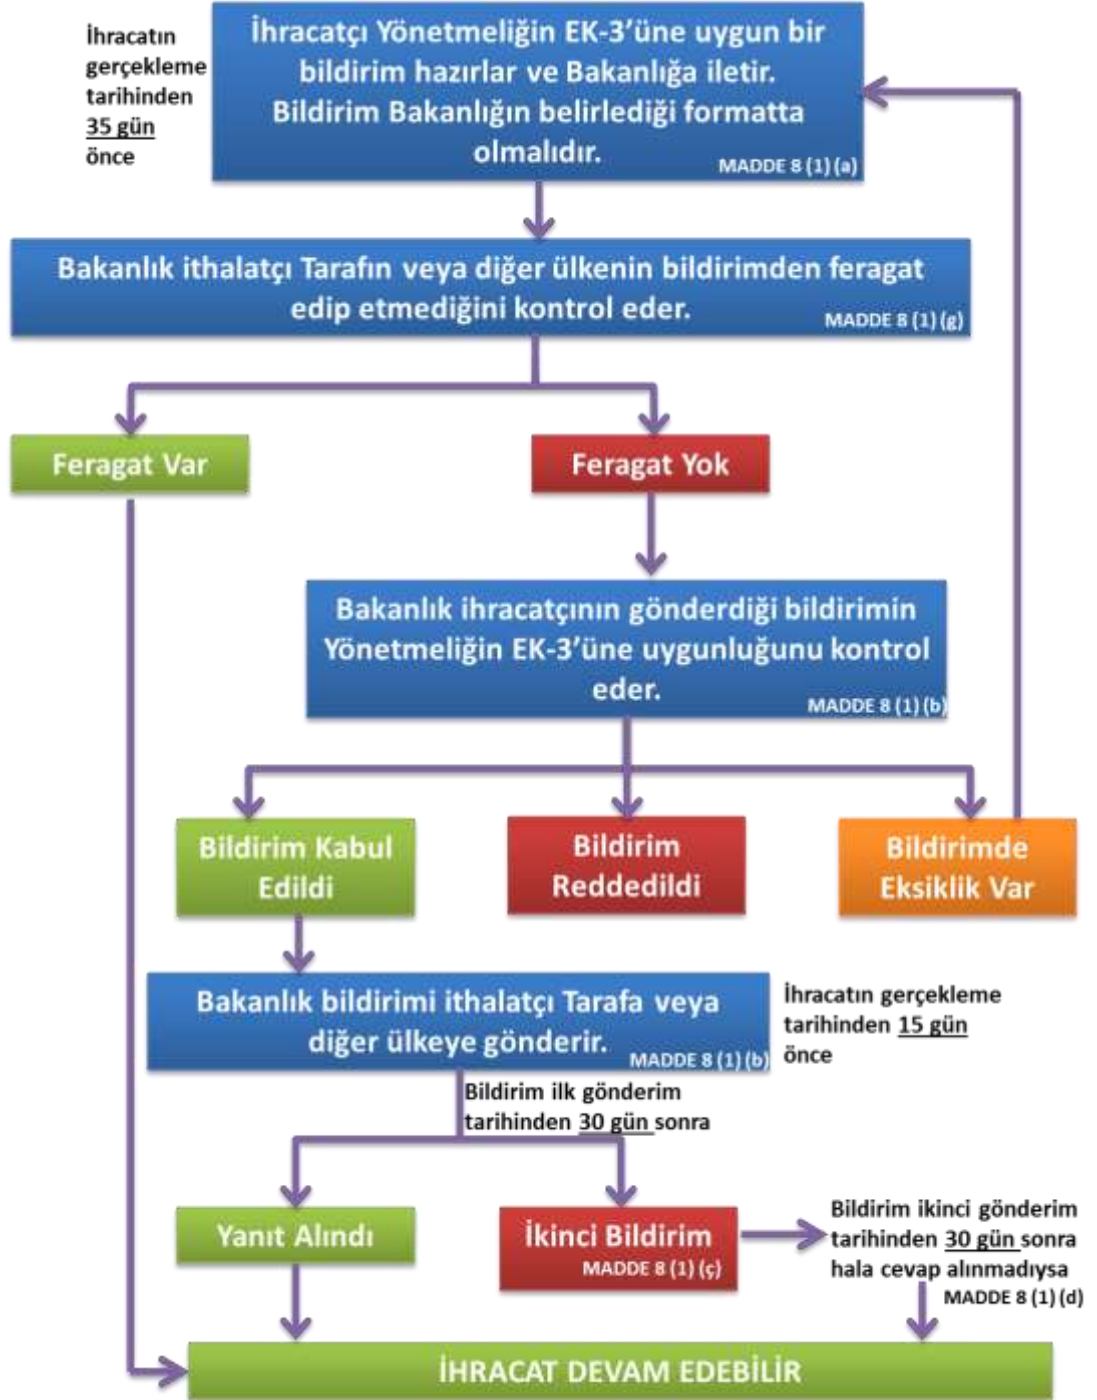 İhracatın
gerçekleme
tarihinden
35 gün
önce
İhracatçı Yönetmeliğin EK-3'üne uygun bir
bildirim hazırlar ve Bakanlığa iletir.
Bildirim Bakanlığın belirlediği formatta
olmalıdır.
MADDE 8 (1) (a)
Bakanlık ithalatçı Tarafın veya diğer ülkenin bildirimden feragat
edip etmediğini kontrol eder.
MADDE 8 (1) (g)
Feragat Var
Feragat Yok
Bakanlık ihracatçının gönderdiği bildirimin
Yönetmeliğin EK-3'üne uygunluğunu kontrol
eder.
MADDE 8 (1) (b)
Bildirim Kabul
Edildi
Bildirim
Reddedildi
Bildirimde
Eksiklik Var
Bakanlık bildirimi ithalatçı Tarafa veya
diğer ülkeye gönderir.
MADDE 8 (1) (b)
İhracatın gerçekleme
tarihinden 15 gün
önce
Bildirim ilk gönderim
tarihinden 30 gün sonra
Yanıt Alındı
İkinci Bildirim
MADDE 8 (1) (ç)
Bildirim ikinci gönderim
tarihinden 30 gün sonra
hala cevap alınmadıysa
MADDE 8 (1) (d)
İHRACAT DEVAM EDEBİLİR